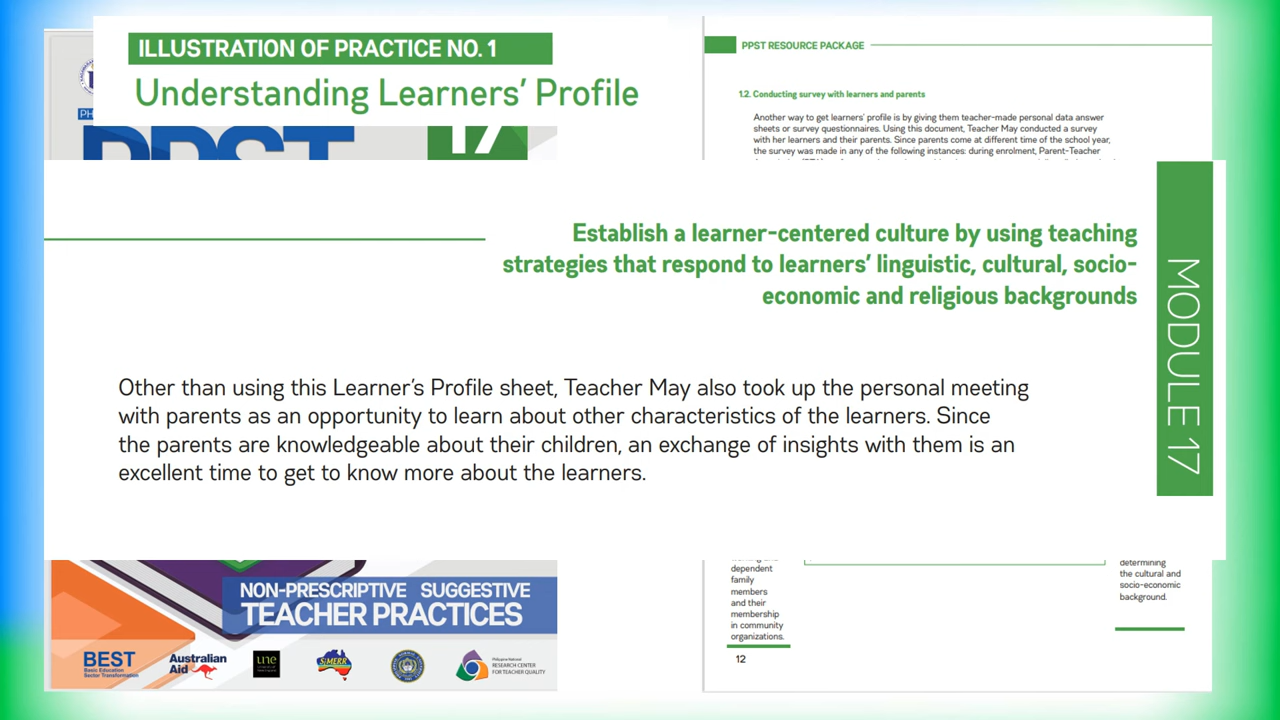 ILLUSTRATION OF PRACTICE NO. 1
Understanding Learners' Profile
PPST RESOURCE PACKAGE
1.2. Conducting survey with learners and parents
Another way to get learners' profile is by giving them teacher-made personal data answer
sheets or survey questionnaires. Using this document, Teacher May conducted a survey
with her learners and their parents. Since parents come at different time of the school year,
the survey was made in any of the following instances: during enrolment, Parent-Teacher
PPST
17
Establish a learner-centered culture by using teaching
strategies that respond to learners' linguistic, cultural, socio-
economic and religious backgrounds
MODULE 17
Other than using this Learner's Profile sheet, Teacher May also took up the personal meeting
with parents as an opportunity to learn about other characteristics of the learners. Since
the parents are knowledgeable about their children, an exchange of insights with them is an
excellent time to get to know more about the learners.
NON-PRESCRIPTIVE SUGGESTIVE
TEACHER PRACTICES
BEST
Basic Education
Sector Transformation
Australian
Aid
une
SiMERR
Philippine National
RESEARCH CENTER
FOR TEACHER QUALITY
dependent
family
members
and their
membership
in community
organizations.
12
determining
the cultural and
socio-economic
background.